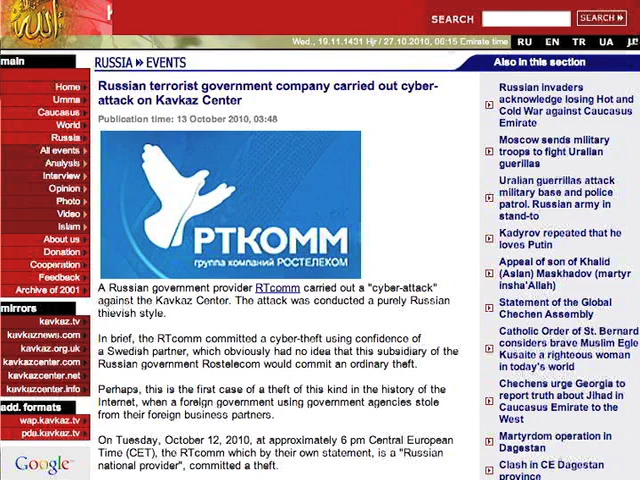 SEARCH
SEARCH
Wed., 19.11.1431 Hjr / 27.10.2010, 06:15 Emirate time
RU EN TR UA
main
Home
Umma
Caucasus
World
Russia
All events
Analysis
Interview
Opinion
Photo
Video
Islam
About us
Donation
Cooperation
Feedback
Archive of 2001
mirrors
kavkaz.tv
kavkaznews.com
kavkaz.org.uk
kavkazcenter.com
kavkazcenter.net
kavkazcenter.info
add. formats
wap.kavkaz.tv
pda.kavkaz.tv
Google
RUSSIA EVENTS
Russian terrorist government company carried out cyber-
attack on Kavkaz Center
Publication time: 13 October 2010, 03:48
РТКОММ
группа компаний РОСТЕЛЕКОМ
A Russian government provider RTcomm carried out a "cyber-attack"
against the Kavkaz Center. The attack was conducted a purely Russian
thievish style.
In brief, the RTcomm committed a cyber-theft using confidence of
a Swedish partner, which obviously had no idea that this subsidiary of the
Russian government Rostelecom would commit an ordinary theft.
Perhaps, this is the first case of a theft of this kind in the history of the
Internet, when a foreign government using government agencies stole
from their foreign business partners.
On Tuesday, October 12, 2010, at approximately 6 pm Central European
Time (CET), the RTcomm which by their own statement, is a "Russian
national provider", committed a theft.
Also in this section
Russian invaders
acknowledge losing Hot and
Cold War against Caucasus
Emirate
Moscow sends military
troops to fight Uralian
guerillas
Uralian guerrillas attack
military base and police
patrol. Russian army in
stand-to
Kadyrov repeated that he
loves Putin
Appeal of son of Khalid
(Aslan) Maskhadov (martyr
insha'Allah)
Statement of the Global
Chechen Assembly
Catholic Order of St. Bernard
considers brave Muslim Egle
Kusaite a righteous woman
in today's world
Chechens urge Georgia to
report truth about Jihad in
Caucasus Emirate to the
West
Martyrdom operation in
Dagestan
Clash in CE Dagestan
province